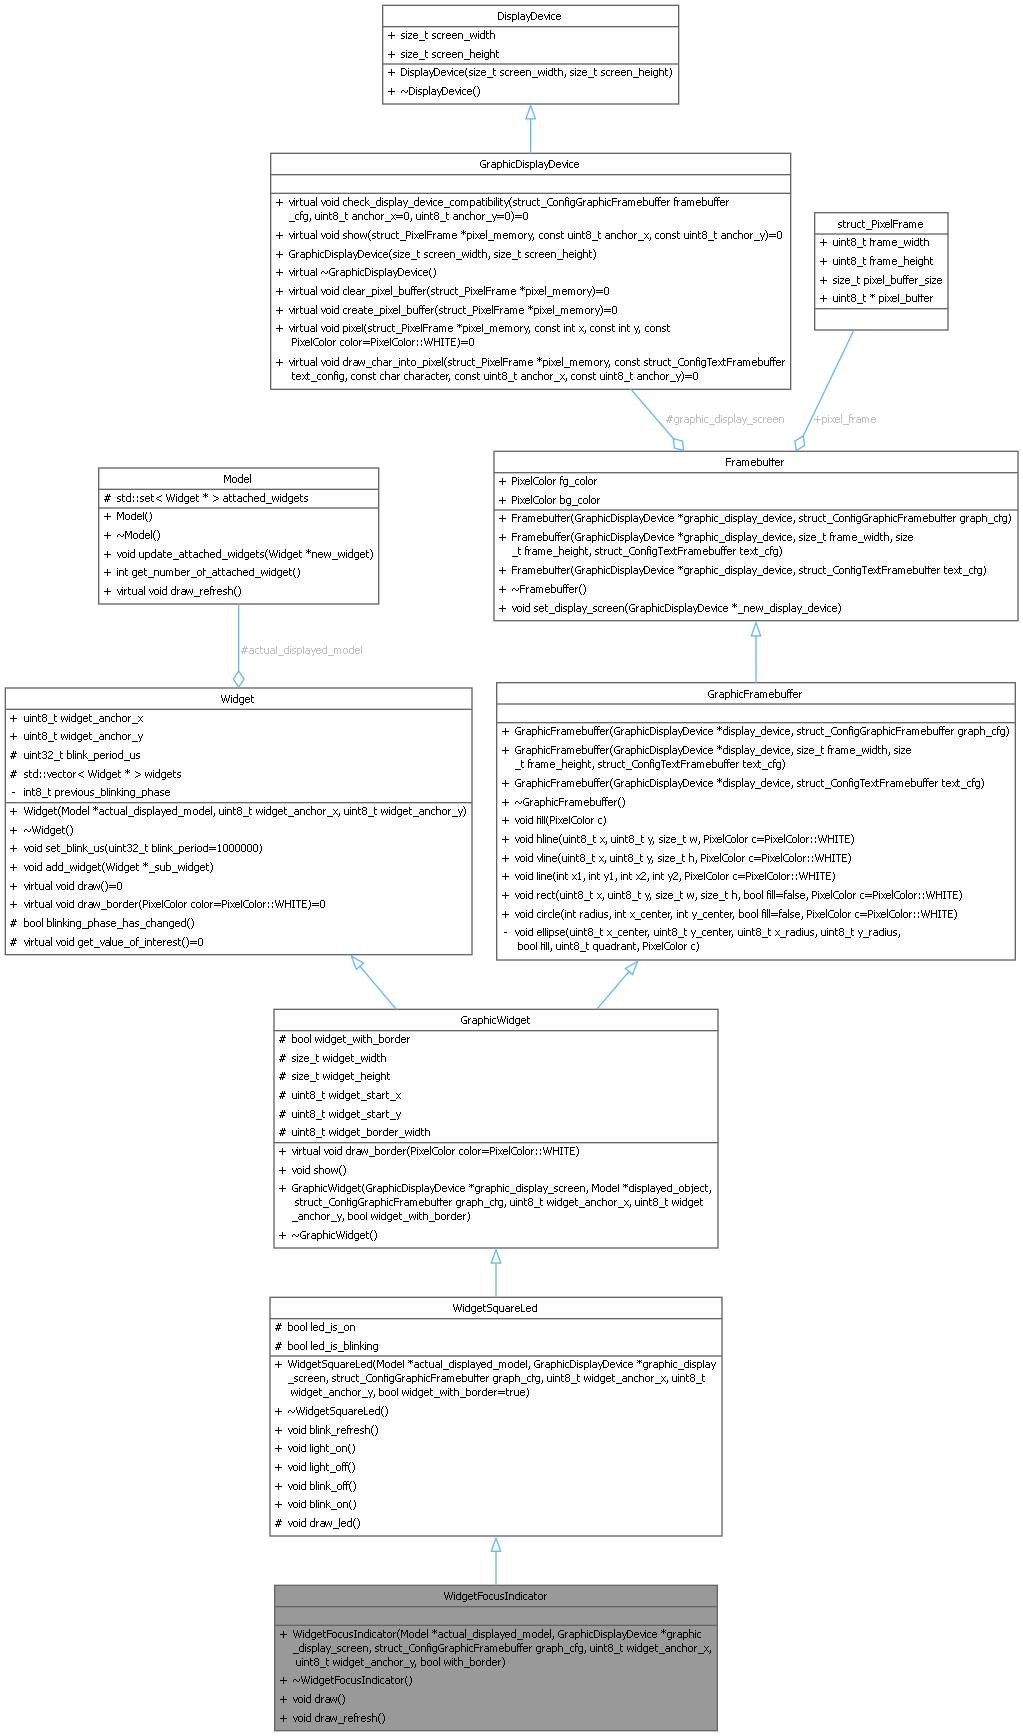 DisplayDevice
+ size_t screen_width
+ size_t screen_height
+ DisplayDevice(size_t screen_width, size_t screen_height)
+ ~DisplayDevice()
GraphicDisplayDevice
+ virtual void check_display_device_compatibility(struct_ConfigGraphicFramebuffer framebuffer
_cfg, uint8_t anchor_x=0, uint8_t anchor_y=0)=0
+ virtual void show(struct_PixelFrame *pixel_memory, const uint8_t anchor_x, const uint8_t anchor_y)=0
+ GraphicDisplayDevice(size_t screen_width, size_t screen_height)
+ virtual ~GraphicDisplayDevice()
+ virtual void clear_pixel_buffer(struct_PixelFrame *pixel_memory)=0
+ virtual void create_pixel_buffer(struct_PixelFrame *pixel_memory)=0
+ virtual void pixel(struct_PixelFrame *pixel_memory, const int x, const int y, const
PixelColor color=PixelColor::WHITE)=0
+ virtual void draw_char_into_pixel(struct_PixelFrame *pixel_memory, const struct_ConfigTextFramebuffer
text_config, const char character, const uint8_t anchor_x, const uint8_t anchor_y)=0
struct_PixelFrame
+ uint8_t frame_width
+ uint8_t frame_height
+ size_t pixel_buffer_size
+ uint8_t * pixel_buffer
#graphic_display_screen
+pixel_frame
Framebuffer
+ PixelColor fg_color
+ PixelColor bg_color
+ Framebuffer(GraphicDisplayDevice *graphic_display_device, struct_ConfigGraphicFramebuffer graph_cfg)
+ Framebuffer(GraphicDisplayDevice *graphic_display_device, size_t frame_width, size
_t frame_height, struct_ConfigTextFramebuffer text_cfg)
+ Framebuffer(GraphicDisplayDevice *graphic_display_device, struct_ConfigTextFramebuffer text_cfg)
+ ~Framebuffer()
+ void set_display_screen(GraphicDisplayDevice *_new_display_device)
Model
# std::set< Widget * > attached_widgets
+ Model()
+ ~Model()
+ void update_attached_widgets(Widget *new_widget)
+ int get_number_of_attached_widget()
+ virtual void draw_refresh()
#actual_displayed_model
Widget
+ uint8_t widget_anchor_x
+ uint8_t widget_anchor_y
# uint32_t blink_period_us
# std::vector< Widget * > widgets
- int8_t previous_blinking_phase
+ Widget(Model *actual_displayed_model, uint8_t widget_anchor_x, uint8_t widget_anchor_y)
+ ~Widget()
+ void set_blink_us(uint32_t blink_period=1000000)
+ void add_widget(Widget *_sub_widget)
+ virtual void draw()=0
+ virtual void draw_border(PixelColor color=PixelColor::WHITE)=0
# bool blinking_phase_has_changed()
# virtual void get_value_of_interest()=0
GraphicFramebuffer
+ GraphicFramebuffer(GraphicDisplayDevice *display_device, struct_ConfigGraphicFramebuffer graph_cfg)
+ GraphicFramebuffer(GraphicDisplayDevice *display_device, size_t frame_width, size
_t frame_height, struct_ConfigTextFramebuffer text_cfg)
+ GraphicFramebuffer(GraphicDisplayDevice *display_device, struct_ConfigTextFramebuffer text_cfg)
+ ~GraphicFramebuffer()
+ void fill(PixelColor c)
+ void hline(uint8_t x, uint8_t y, size_t w, PixelColor c=PixelColor::WHITE)
+ void vline(uint8_t x, uint8_t y, size_t h, PixelColor c=PixelColor::WHITE)
+ void line(int x1, int y1, int x2, int y2, PixelColor c=PixelColor::WHITE)
+ void rect(uint8_t x, uint8_t y, size_t w, size_t h, bool fill=false, PixelColor c=PixelColor::WHITE)
+ void circle(int radius, int x_center, int y_center, bool fill=false, PixelColor c=PixelColor::WHITE)
- void ellipse(uint8_t x_center, uint8_t y_center, uint8_t x_radius, uint8_t y_radius,
bool fill, uint8_t quadrant, PixelColor c)
GraphicWidget
# bool widget_with_border
# size_t widget_width
# size_t widget_height
# uint8_t widget_start_x
# uint8_t widget_start_y
# uint8_t widget_border_width
+ virtual void draw_border(PixelColor color=PixelColor::WHITE)
+ void show()
+ GraphicWidget(GraphicDisplayDevice *graphic_display_screen, Model *displayed_object,
struct_ConfigGraphicFramebuffer graph_cfg, uint8_t widget_anchor_x, uint8_t widget
_anchor_y, bool widget_with_border)
+ ~GraphicWidget()
WidgetSquareLed
# bool led_is_on
# bool led_is_blinking
+ WidgetSquareLed(Model *actual_displayed_model, GraphicDisplayDevice *graphic_display
_screen, struct_ConfigGraphicFramebuffer graph_cfg, uint8_t widget_anchor_x, uint8_t
widget_anchor_y, bool widget_with_border=true)
+ ~WidgetSquareLed()
+ void blink_refresh()
+ void light_on()
+ void light_off()
+ void blink_off()
+ void blink_on()
# void draw_led()
WidgetFocusIndicator
+ WidgetFocusIndicator(Model *actual_displayed_model, GraphicDisplayDevice *graphic
_display_screen, struct_ConfigGraphicFramebuffer graph_cfg, uint8_t widget_anchor_x,
uint8_t widget_anchor_y, bool with_border)
+ ~WidgetFocusIndicator()
+ void draw()
+ void draw_refresh()